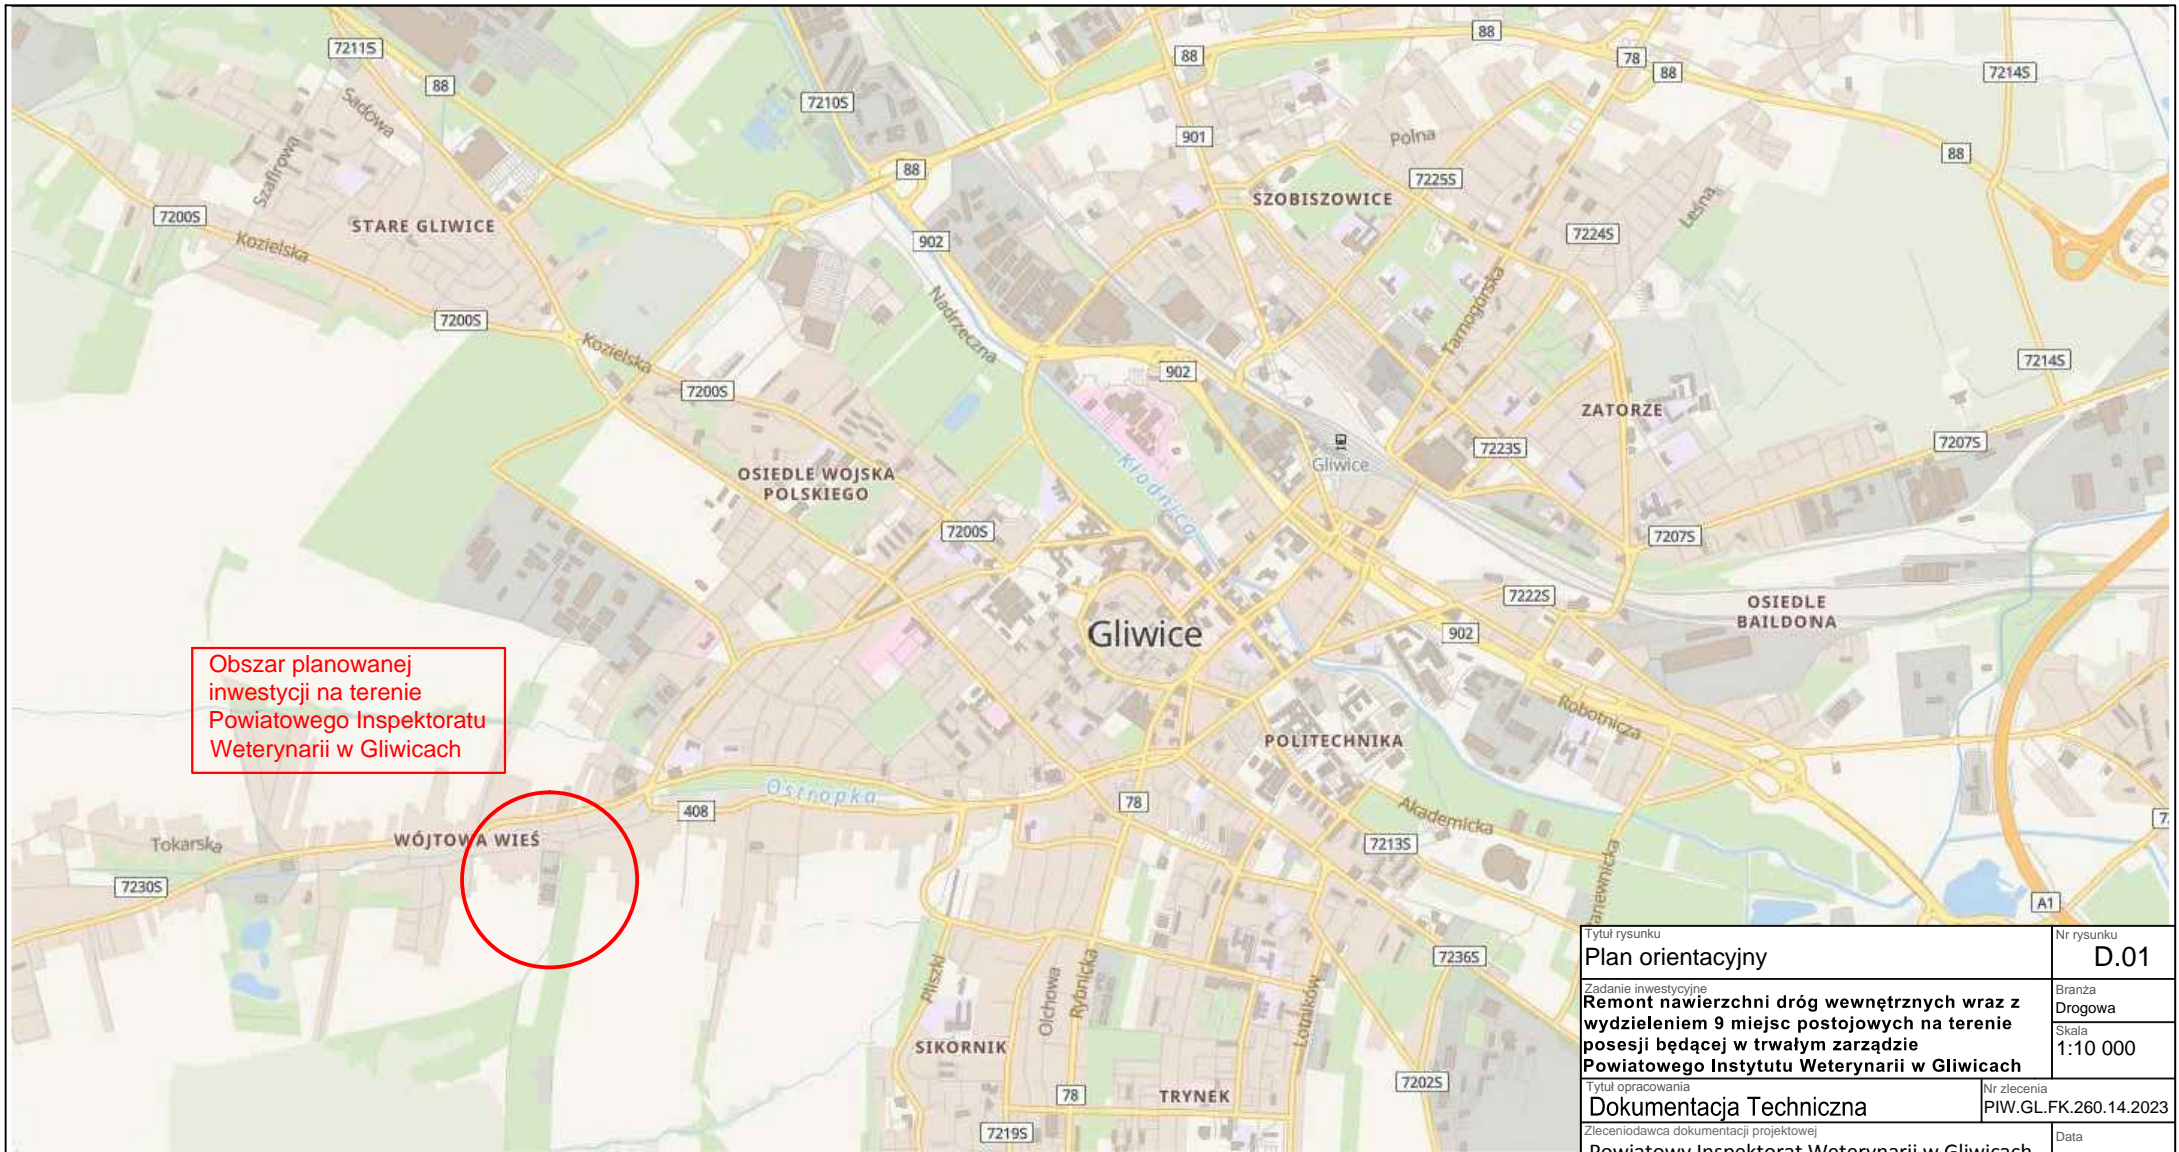 7211S
88
88
88
78
88
7214S
Sadowa
7210S
901
Polna
Szafirowa
88
88
7225S
SZOBISZOWICE
Leśna
7200S
STARE GLIWICE
Kozielska
902
7224S
Nadrzeczna
Tarnogórska
7200S
Kozielska
902
7214S
7200S
ZATORZE
Gliwice
7223S
7207S
OSIEDLE WOJSKA
POLSKIEGO
Kłodnica
7200S
7207S
7222S
OSIEDLE
BAILDONA
Gliwice
902
Obszar planowanej
inwestycji na terenie
Powiatowego Inspektoratu
Weterynarii w Gliwicach
Robotnicza
POLITECHNIKA
Ostropka
408
78
Akademicka
Tokarska
WÓJTOWA WIEŚ
7213S
7230S
A1
Pliszki
Olchowa
Rybnicka
Lotników
7236S
SIKORNIK
7202S
78
TRYNEK
7219S
Tytuł rysunku
Plan orientacyjny
Nr rysunku
D.01
Zadanie inwestycyjne
Remont nawierzchni dróg wewnętrznych wraz z
wydzieleniem 9 miejsc postojowych na terenie
posesji będącej w trwałym zarządzie
Powiatowego Instytutu Weterynarii w Gliwicach
Branża
Drogowa
Skala
1:10 000
Tytuł opracowania
Dokumentacja Techniczna
Nr zlecenia
PIW.GL.FK.260.14.2023
Zleceniodawca dokumentacji projektowej
Powiatowy Inspektorat Weterynarii w Gliwicach
Data